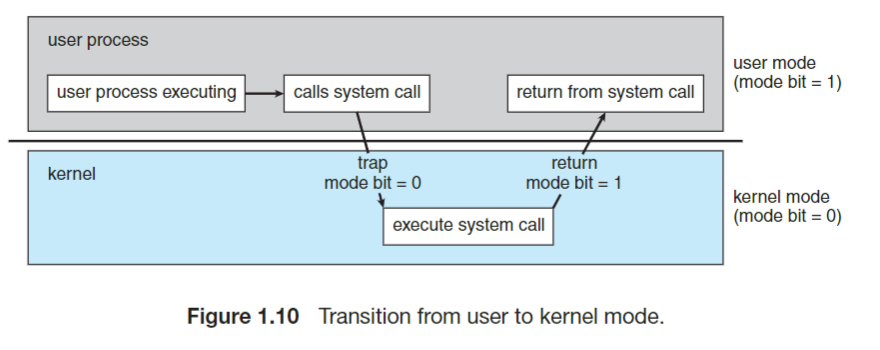 user process
user process executing
calls system call
return from system call
user mode
(mode bit = 1)
kernel
trap
mode bit = 0
return
mode bit = 1
execute system call
kernel mode
(mode bit = 0)
Figure 1.10 Transition from user to kernel mode.